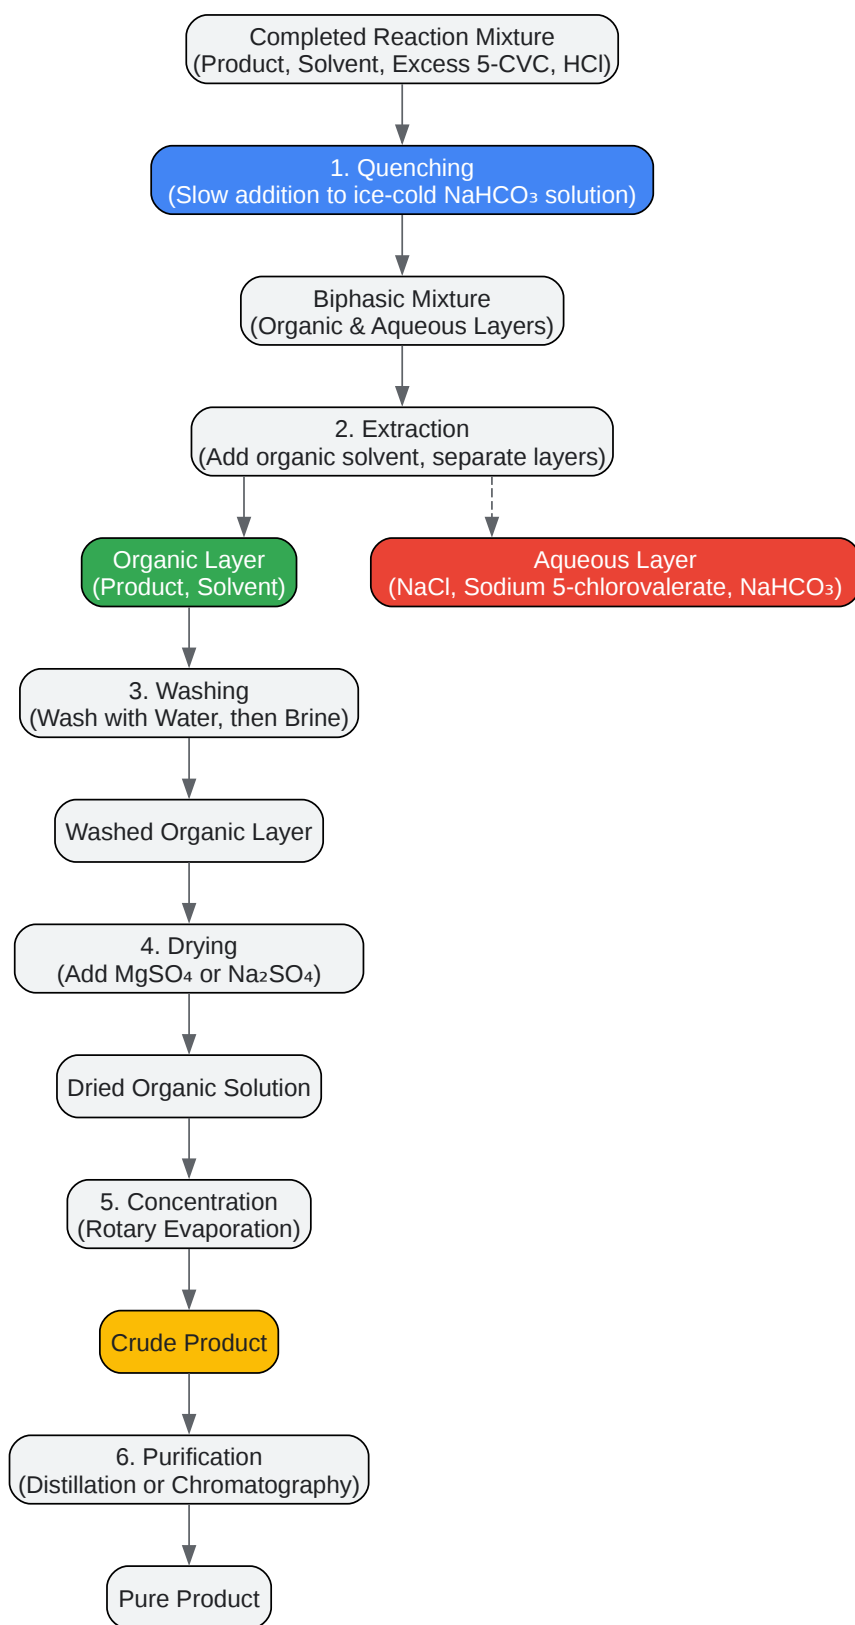 Completed Reaction Mixture
(Product, Solvent, Excess 5-CVC, HCl)
1. Quenching
(Slow addition to ice-cold NaHCO₃ solution)
Biphasic Mixture
(Organic & Aqueous Layers)
2. Extraction
(Add organic solvent, separate layers)
Organic Layer
(Product, Solvent)
Aqueous Layer
(NaCl, Sodium 5-chlorovalerate, NaHCO₃)
3. Washing
(Wash with Water, then Brine)
Washed Organic Layer
4. Drying
(Add MgSO₄ or Na₂SO₄)
Dried Organic Solution
5. Concentration
(Rotary Evaporation)
Crude Product
6. Purification
(Distillation or Chromatography)
Pure Product